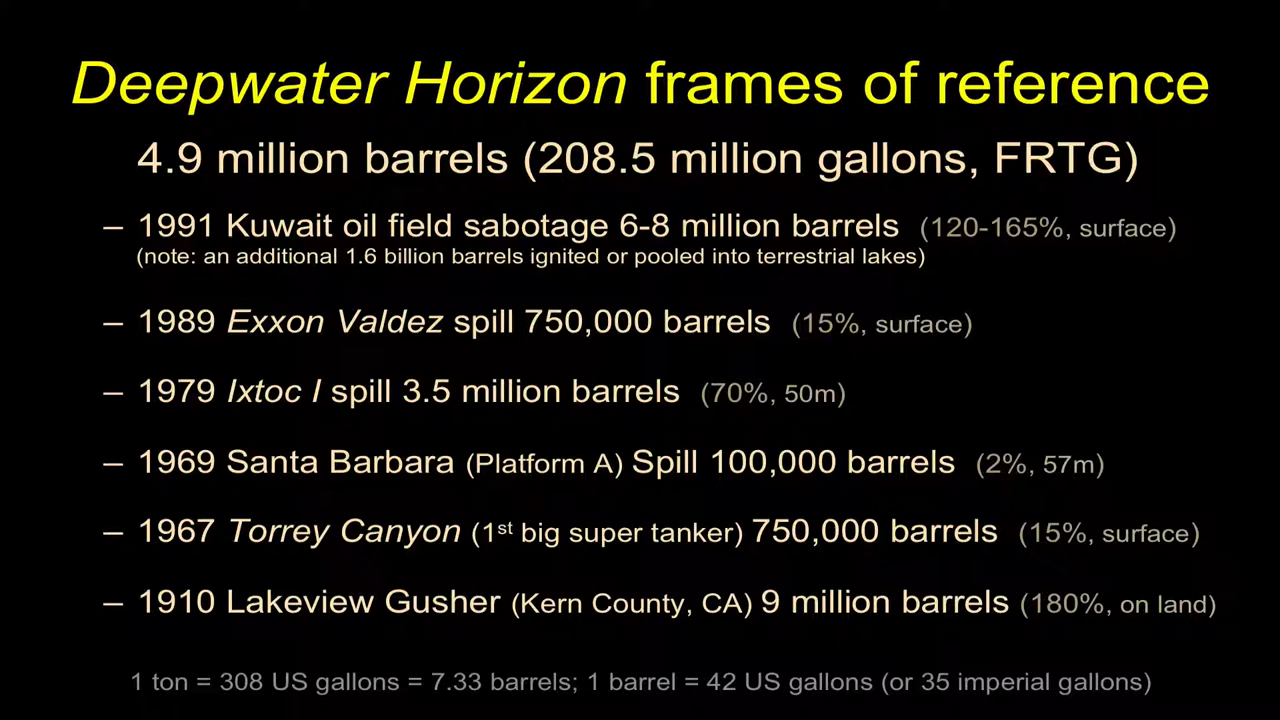 Deepwater Horizon frames of reference
4.9 million barrels (208.5 million gallons, FRTG)
– 1991 Kuwait oil field sabotage 6-8 million barrels (120-165%, surface)
(note: an additional 1.6 billion barrels ignited or pooled into terrestrial lakes)
– 1989 Exxon Valdez spill 750,000 barrels (15%, surface)
– 1979 Ixtoc I spill 3.5 million barrels (70%, 50m)
– 1969 Santa Barbara (Platform A) Spill 100,000 barrels (2%, 57m)
– 1967 Torrey Canyon (1st big super tanker) 750,000 barrels (15%, surface)
– 1910 Lakeview Gusher (Kern County, CA) 9 million barrels (180%, on land)
1 ton = 308 US gallons = 7.33 barrels; 1 barrel = 42 US gallons (or 35 imperial gallons)